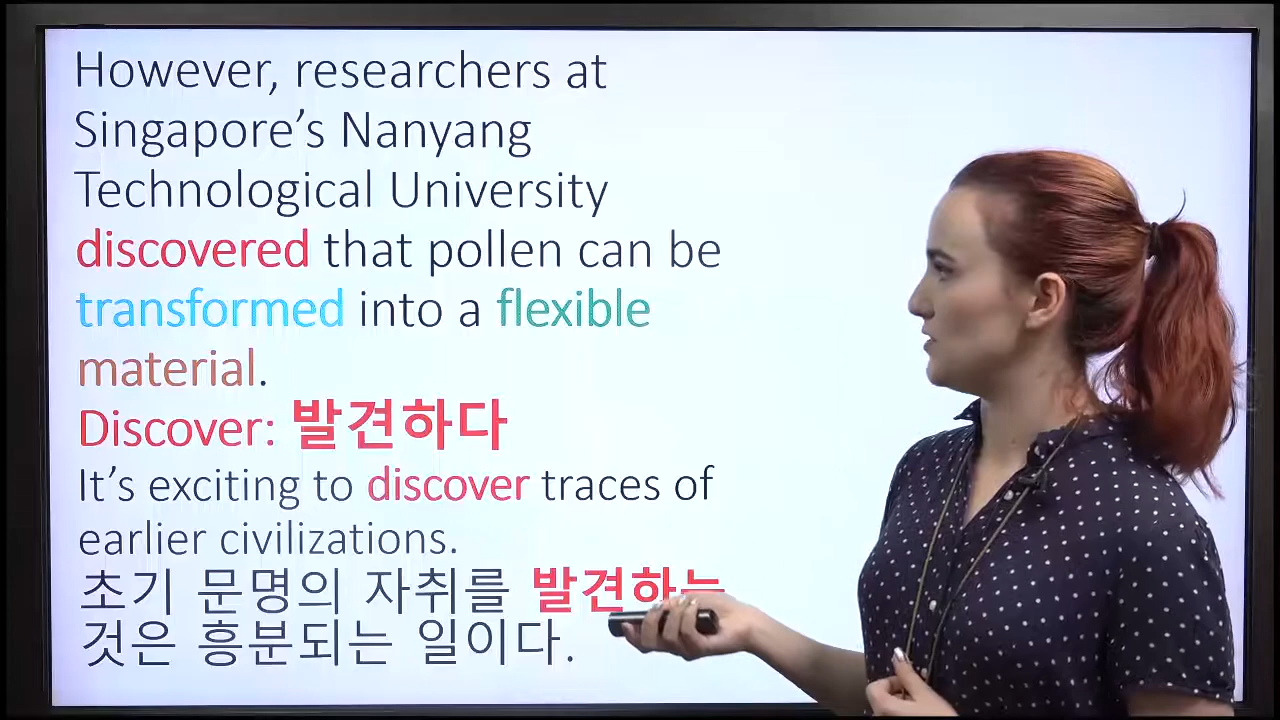 However, researchers at
Singapore’s Nanyang
Technological University
discovered that pollen can be
transformed into a flexible
material.
Discover: 발견하다
It’s exciting to discover traces of
earlier civilizations.
초기 문명의 자취를 발견하는
것은 흥분되는 일이다.